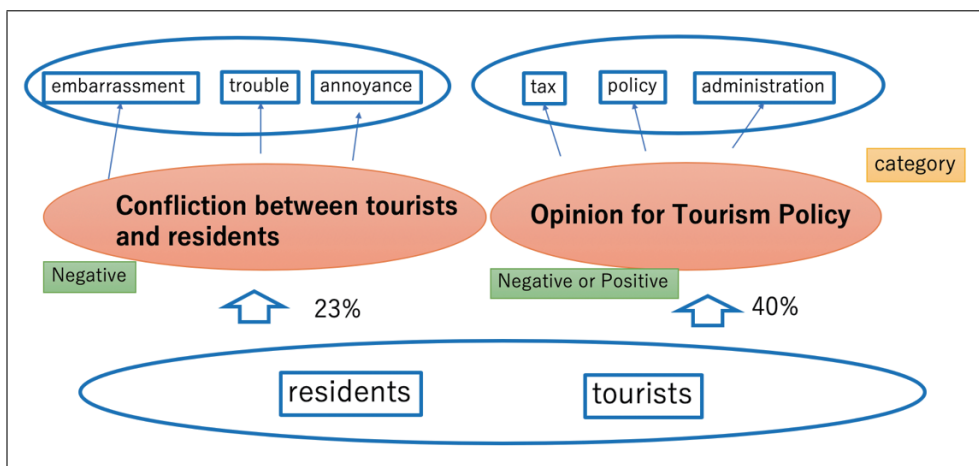 embarrassment
trouble
annoyance
tax
policy
administration
category
Confliction between tourists
and residents
Opinion for Tourism Policy
Negative
Negative or Positive
23%
40%
residents
tourists